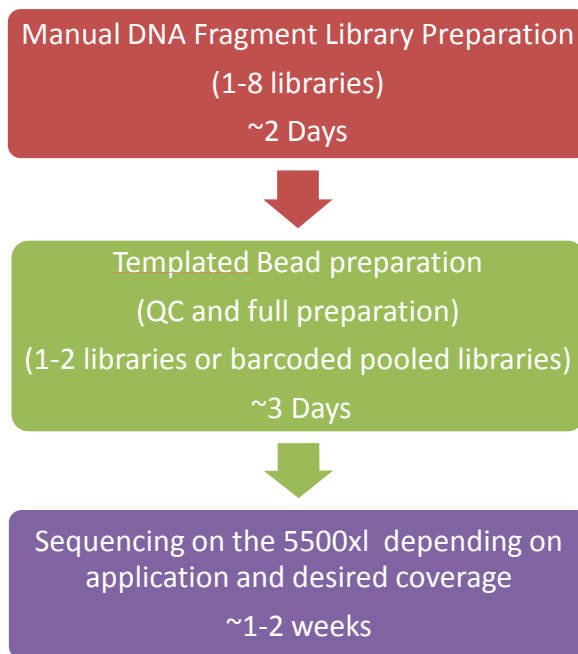 Manual DNA Fragment Library Preparation
(1-8 libraries)
~2 Days
Templated Bead preparation
(QC and full preparation)
(1-2 libraries or barcoded pooled libraries)
~3 Days
Sequencing on the 5500xl  depending on
application and desired coverage
~1-2 weeks